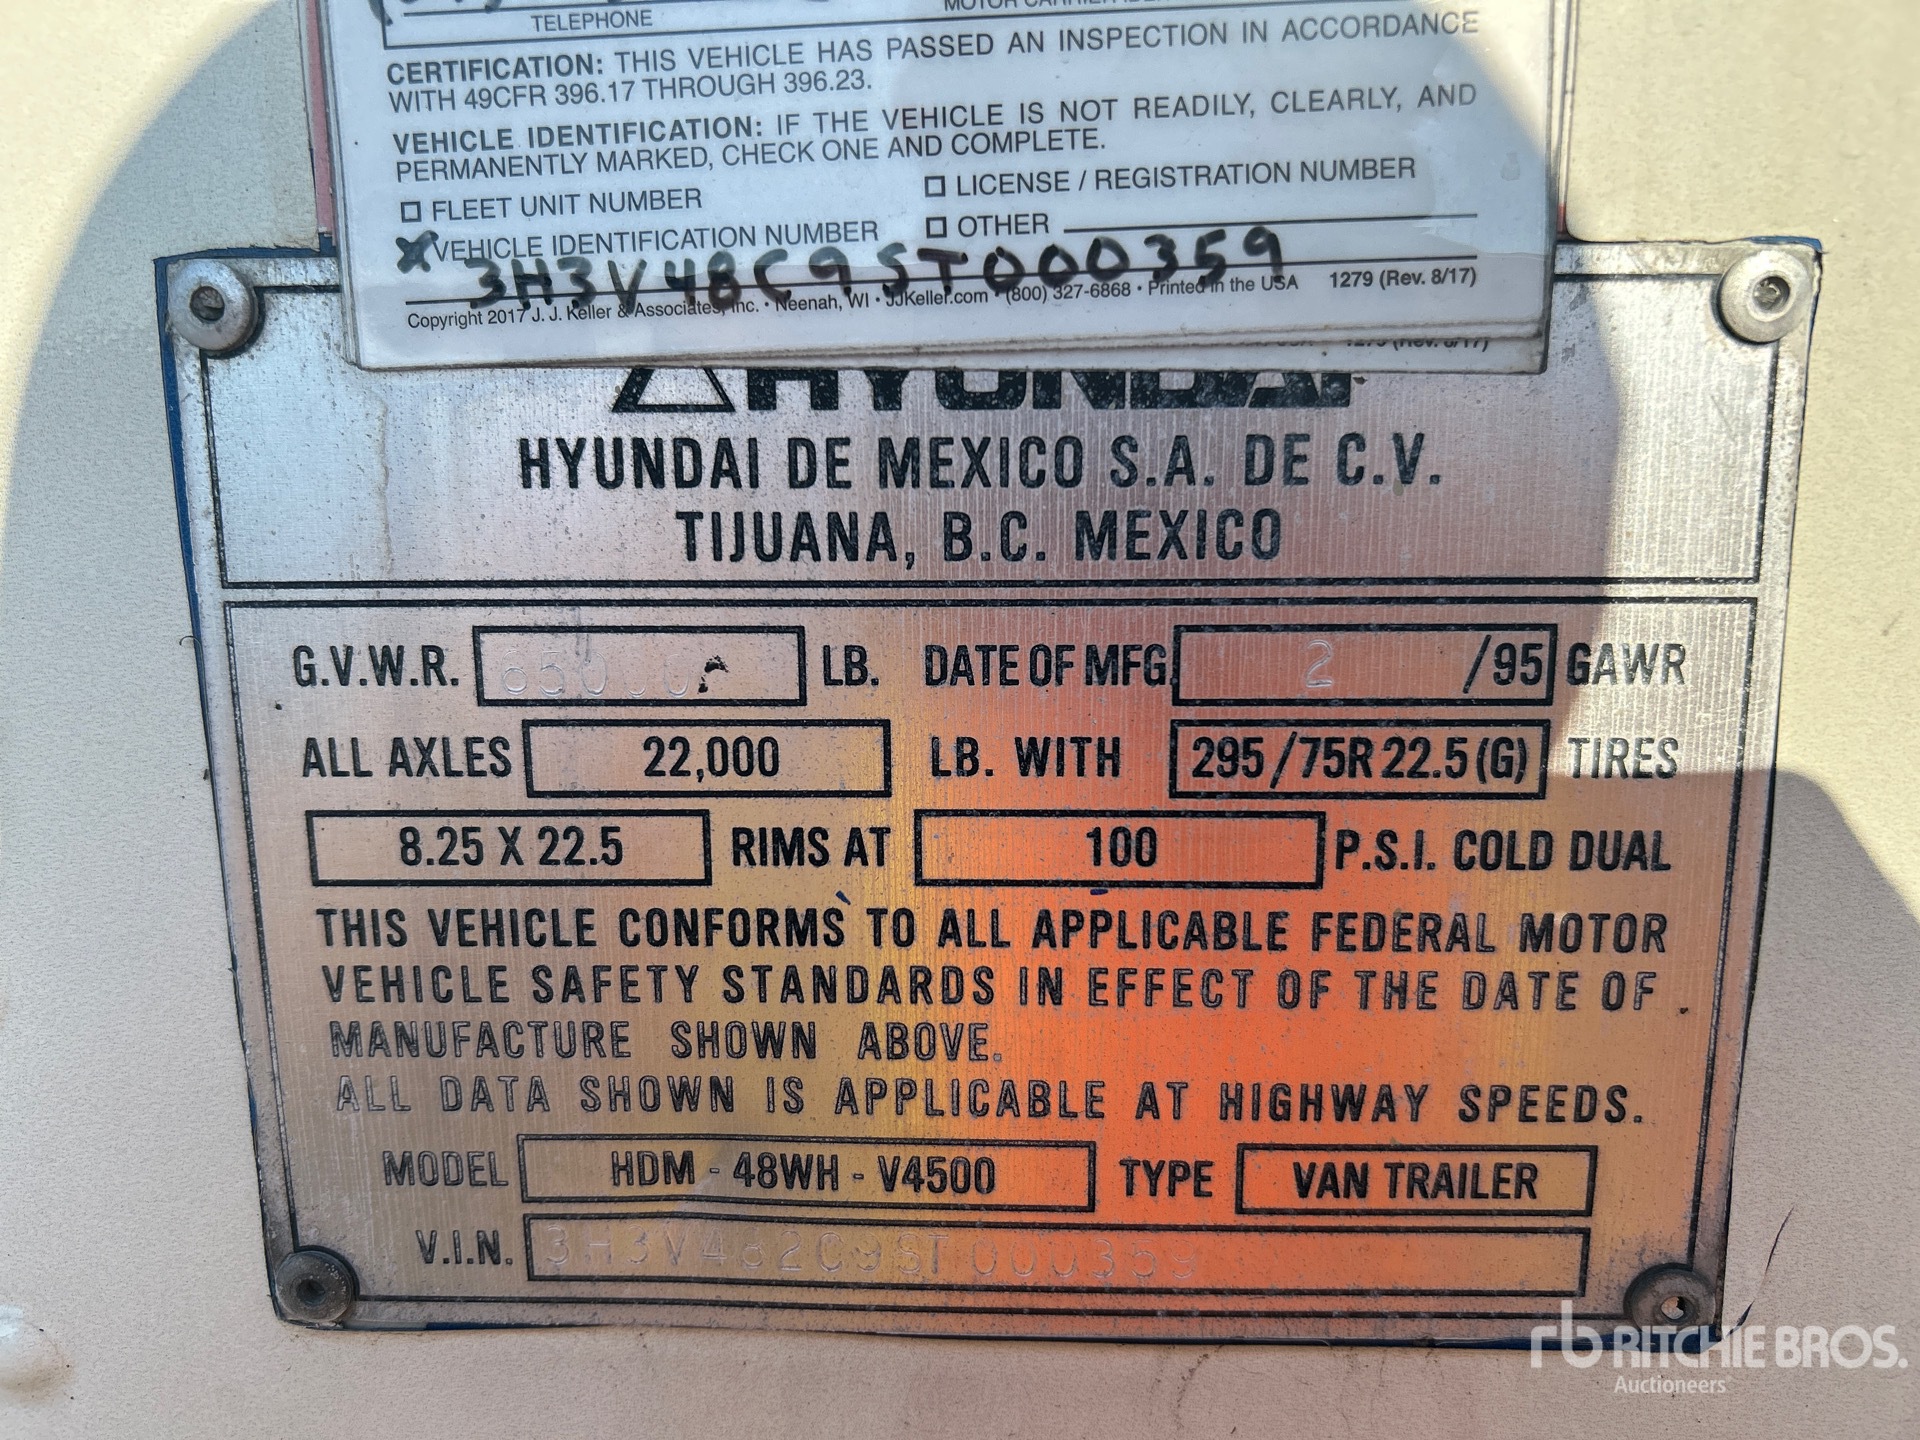 TELEPHONE
CERTIFICATION: THIS VEHICLE HAS PASSED AN INSPECTION IN ACCORDANCE
WITH 49CFR 396.17 THROUGH 396.23.
VEHICLE IDENTIFICATION: IF THE VEHICLE IS NOT READILY, CLEARLY, AND
PERMANENTLY MARKED, CHECK ONE AND COMPLETE.
FLEET UNIT NUMBER
LICENSE / REGISTRATION NUMBER
VEHICLE IDENTIFICATION NUMBER
OTHER
3H3V48C9ST000359
Copyright 2017 J. J. Keller & Associates, Inc. • Neenah, WI • JJKeller.com • (800) 327-6868 • Printed in the USA 1279 (Rev. 8/17)
1279 (Rev. 8/17)
HYUNDAI
HYUNDAI DE MEXICO S.A. DE C.V.
TIJUANA, B.C. MEXICO
G.V.W.R. 65000 LB. DATE OF MFG. 2 /95 GAWR
ALL AXLES 22,000 LB. WITH 295/75R 22.5 (G) TIRES
8.25 X 22.5 RIMS AT 100 P.S.I. COLD DUAL
THIS VEHICLE CONFORMS TO ALL APPLICABLE FEDERAL MOTOR
VEHICLE SAFETY STANDARDS IN EFFECT OF THE DATE OF
MANUFACTURE SHOWN ABOVE.
ALL DATA SHOWN IS APPLICABLE AT HIGHWAY SPEEDS.
MODEL HDM - 48WH - V4500 TYPE VAN TRAILER
V.I.N. 3H3V482C9ST000359
rb RITCHIE BROS.
Auctioneers